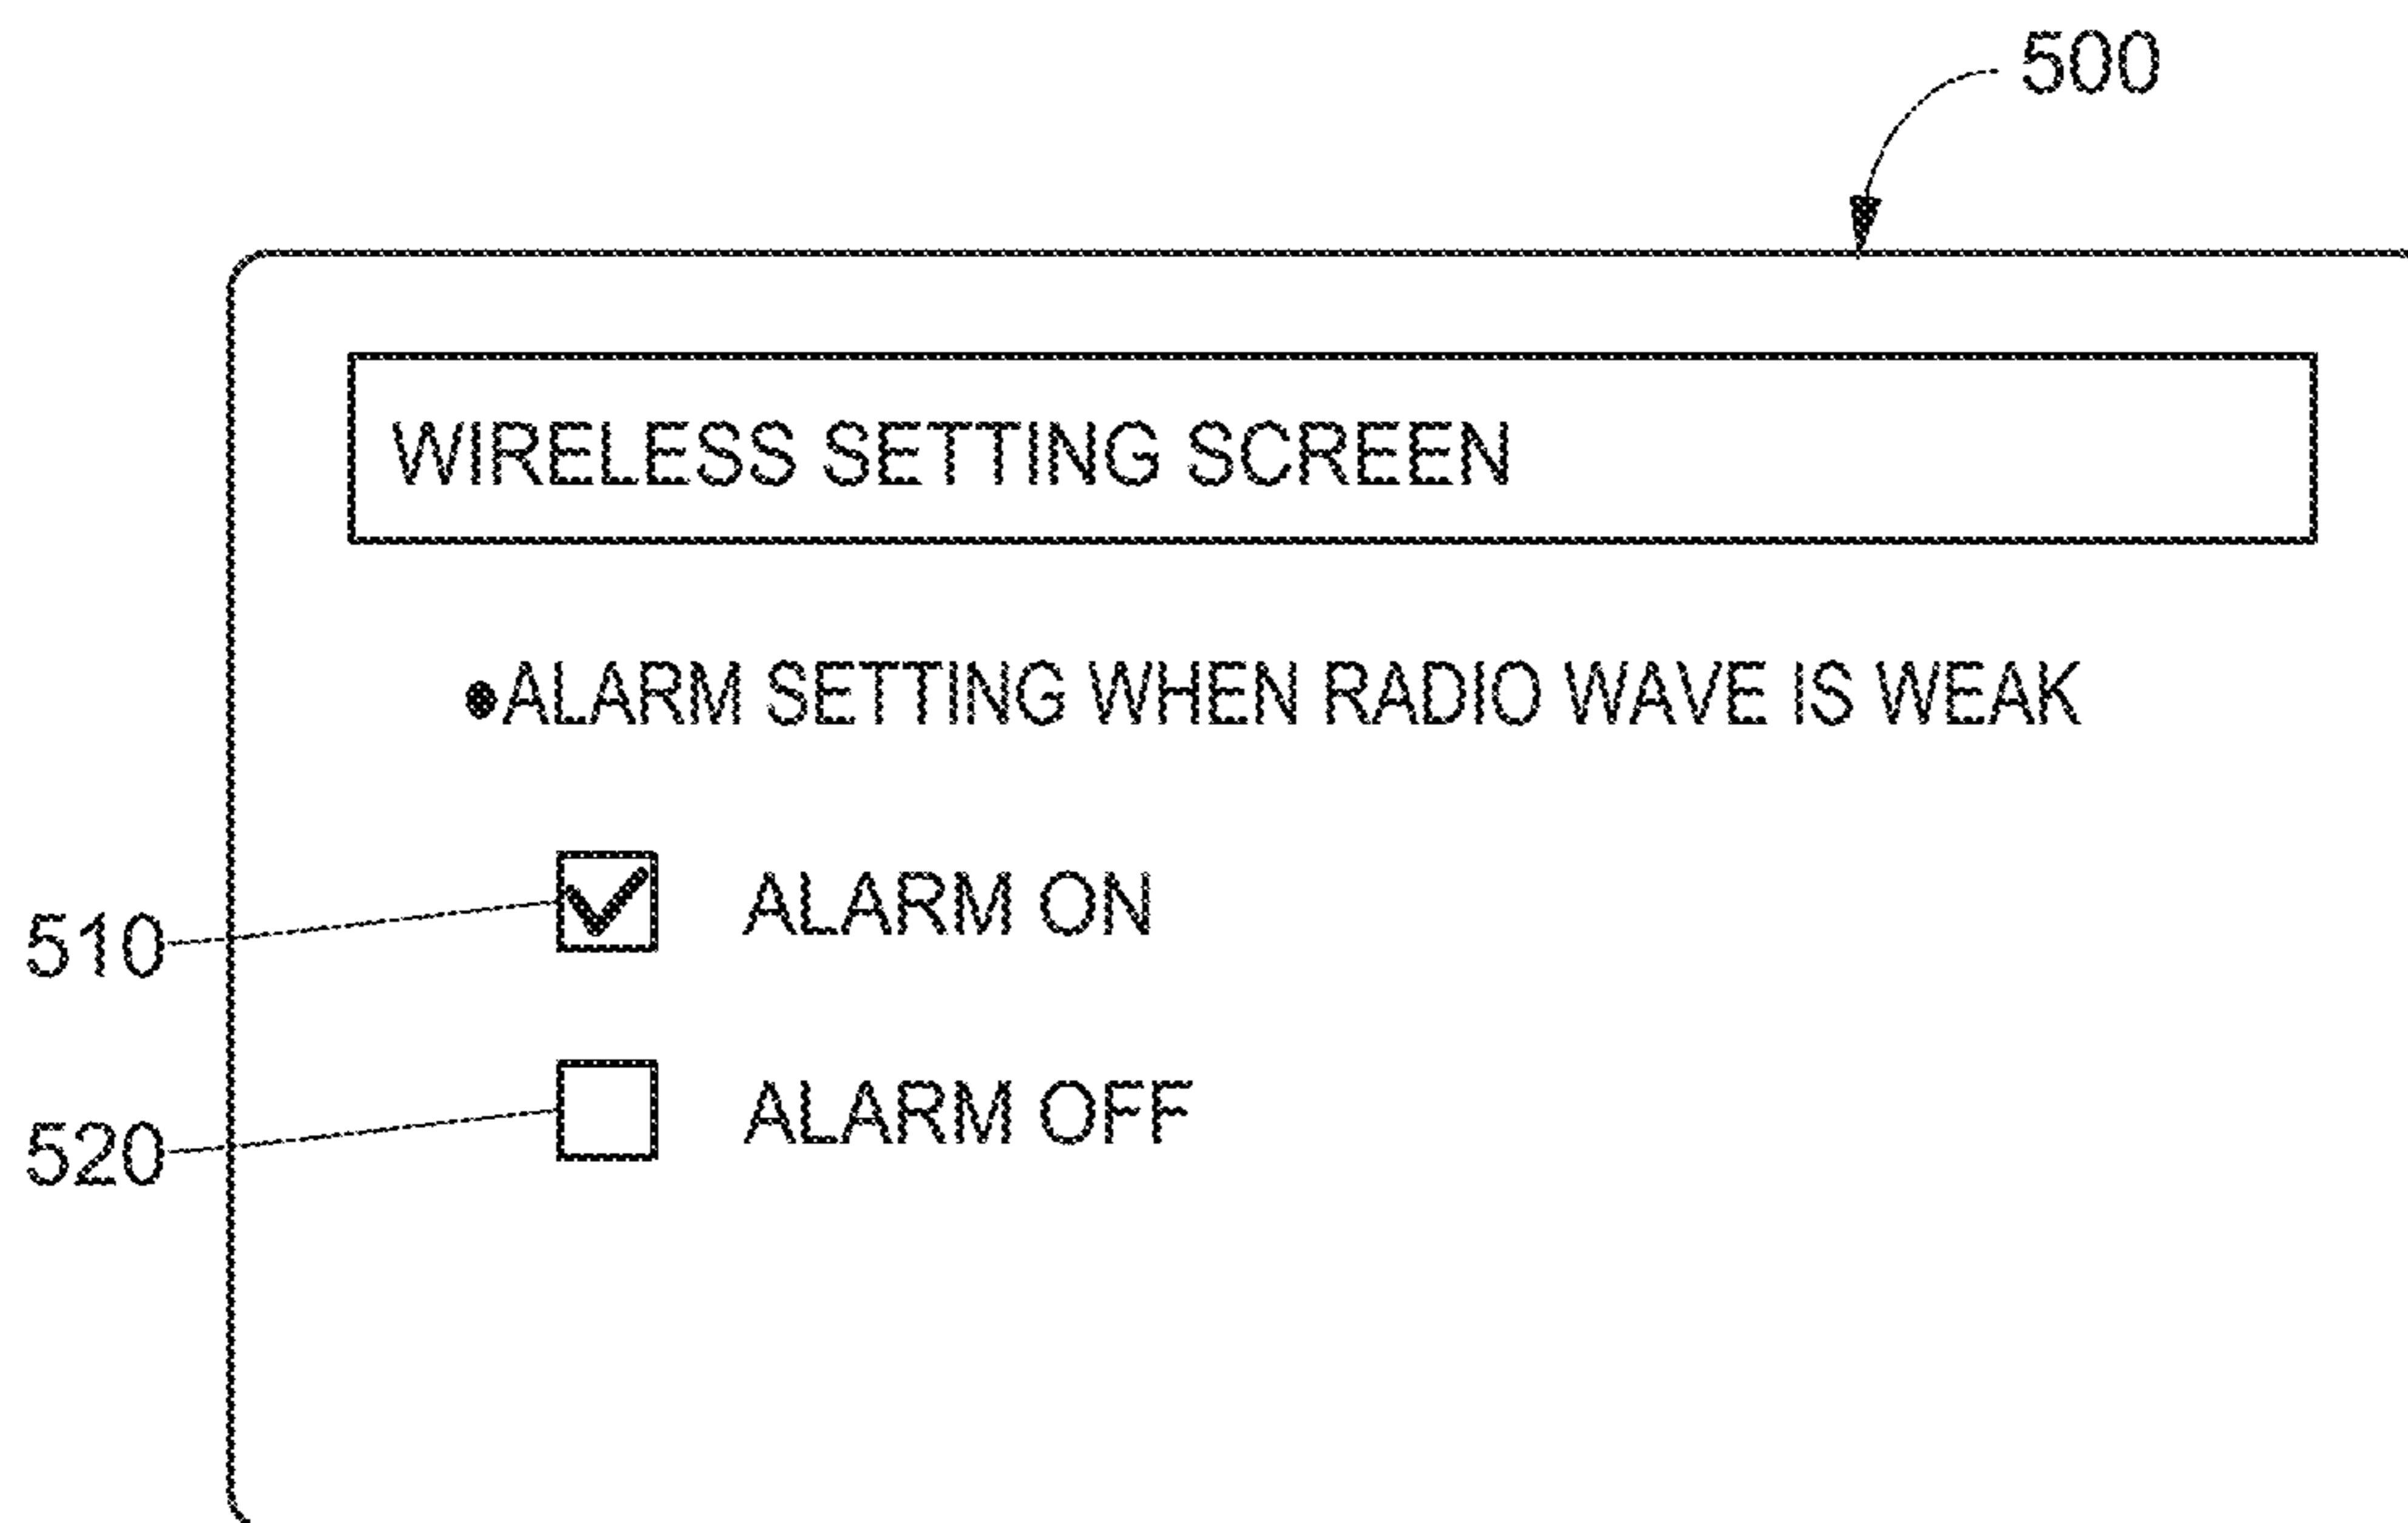 500
WIRELESS SETTING SCREEN
•ALARM SETTING WHEN RADIO WAVE IS WEAK
510 ALARM ON
520 ALARM OFF